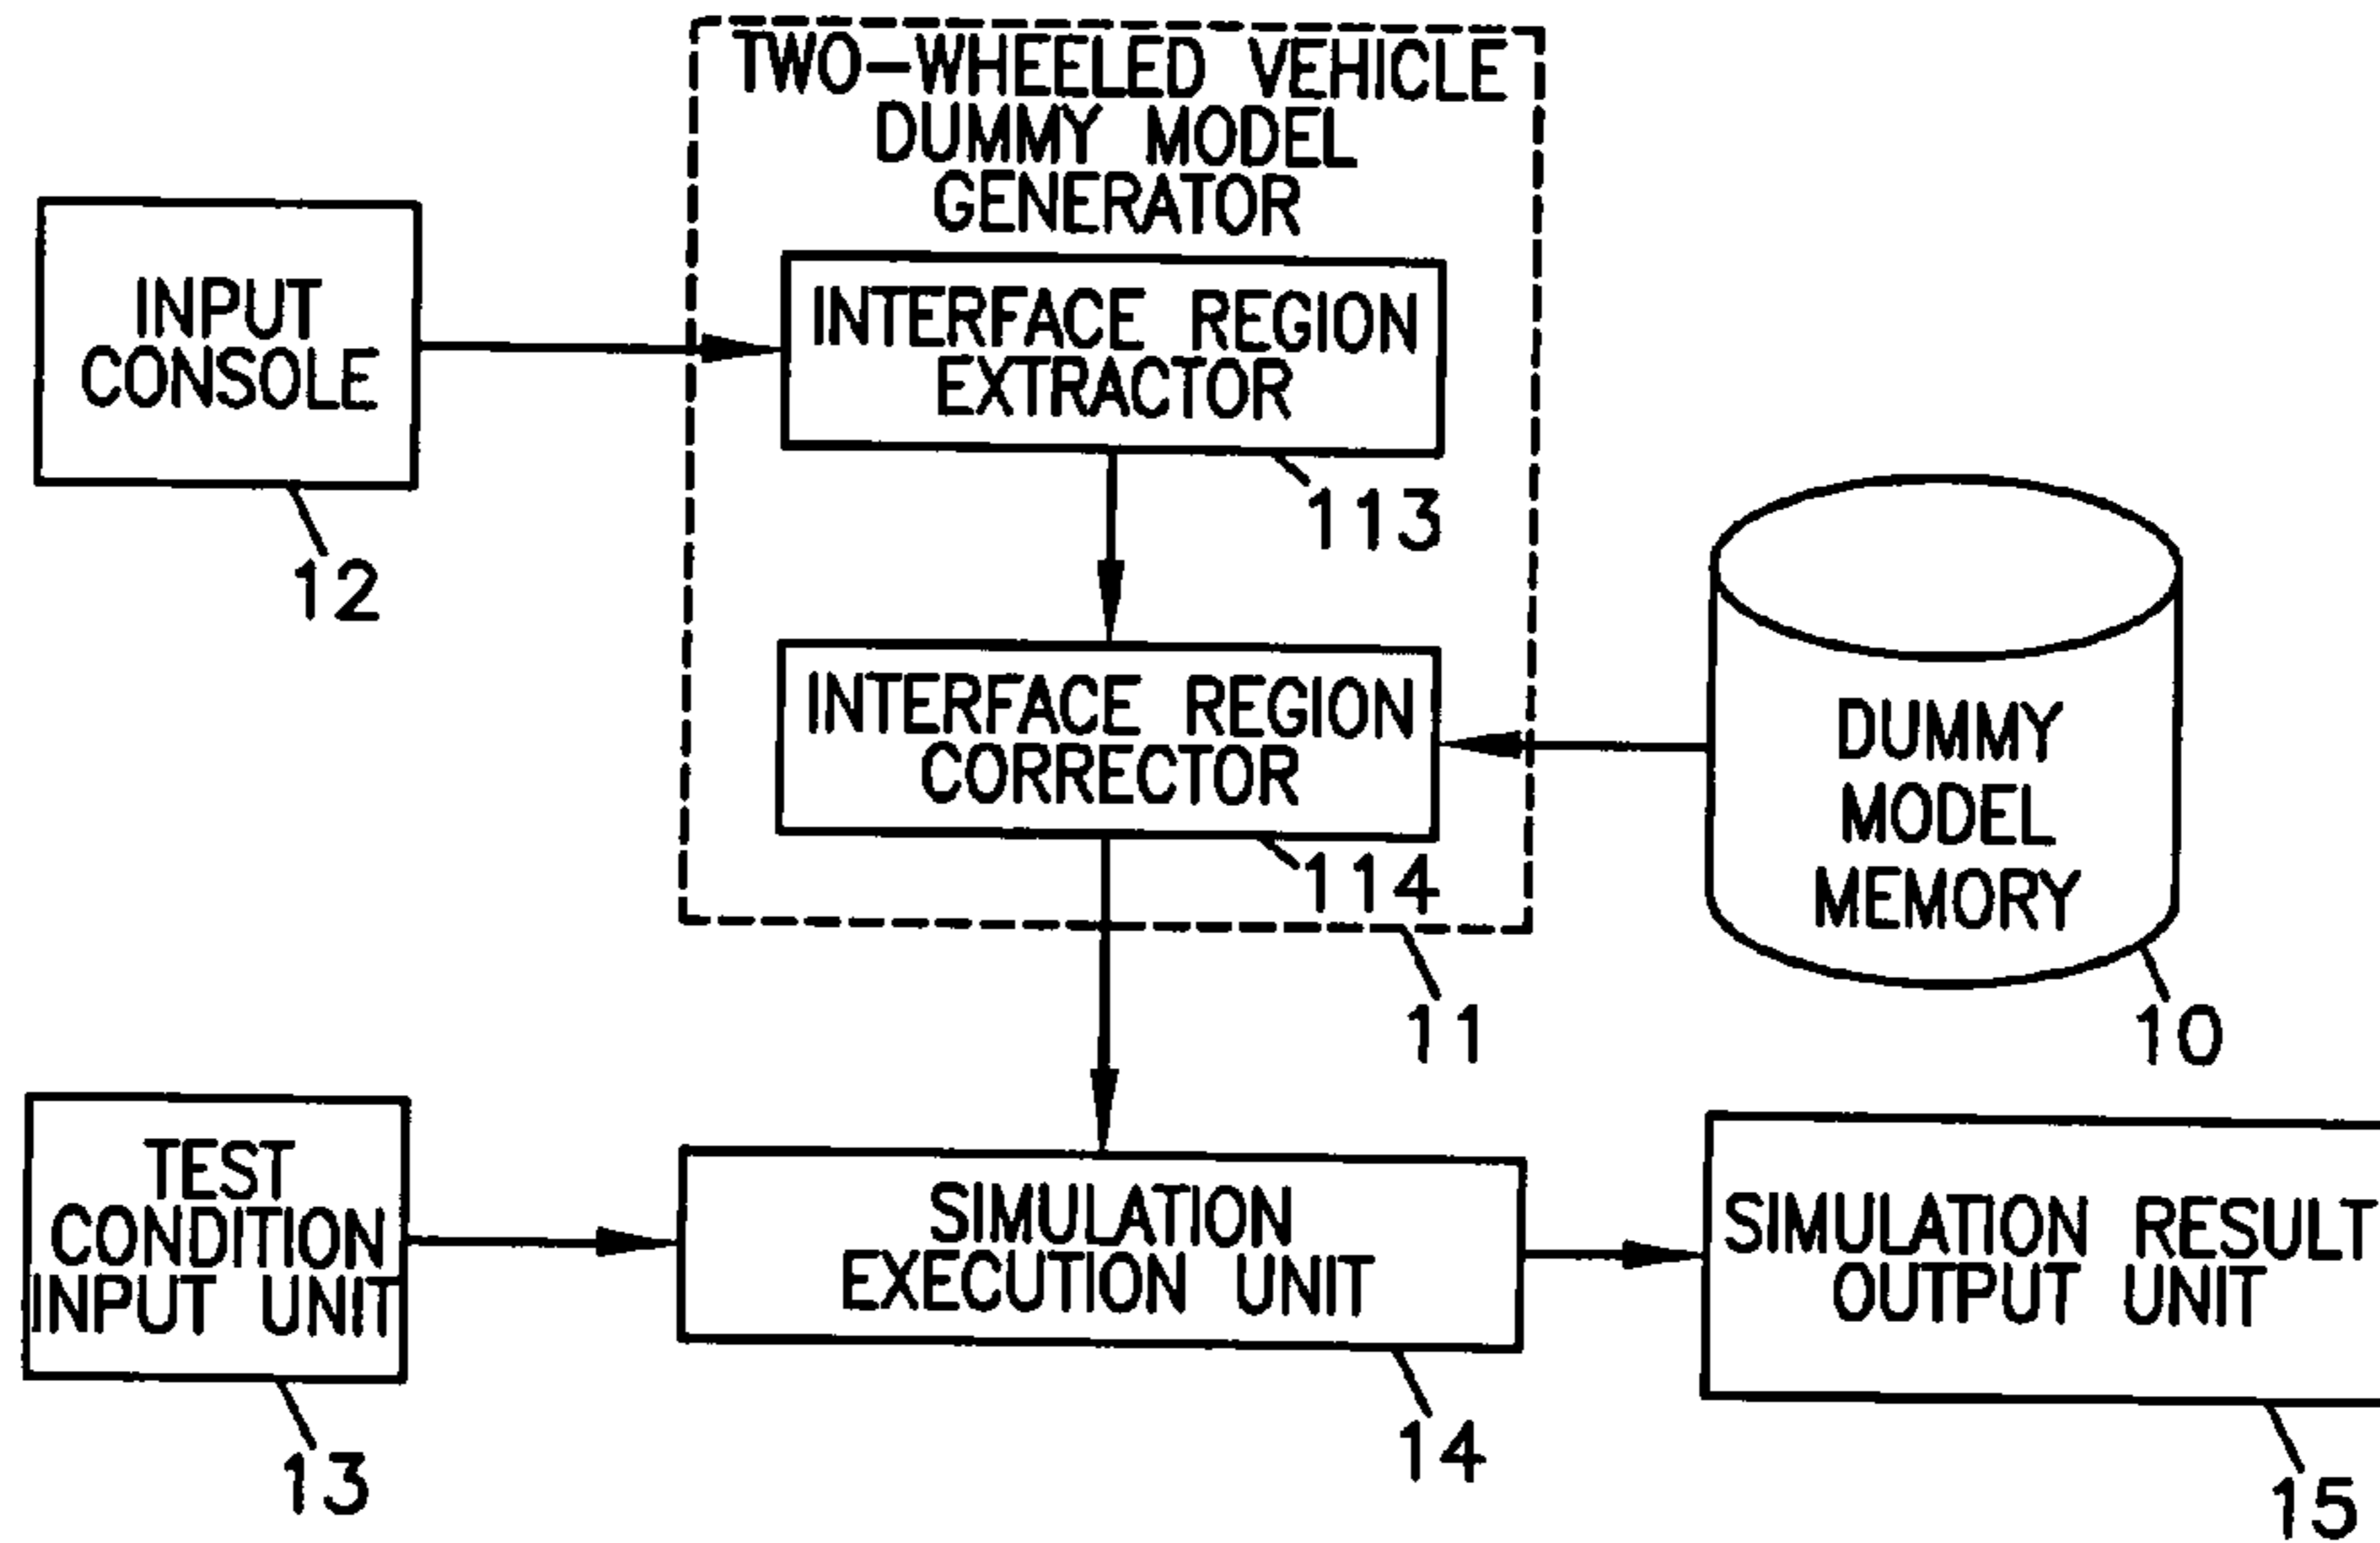 TWO-WHEELED VEHICLE
DUMMY MODEL
GENERATOR
INPUT
CONSOLE
12
INTERFACE REGION
EXTRACTOR
113
INTERFACE REGION
CORRECTOR
114
11
DUMMY
MODEL
MEMORY
10
TEST
CONDITION
INPUT UNIT
13
SIMULATION
EXECUTION UNIT
14
SIMULATION RESULT
OUTPUT UNIT
15